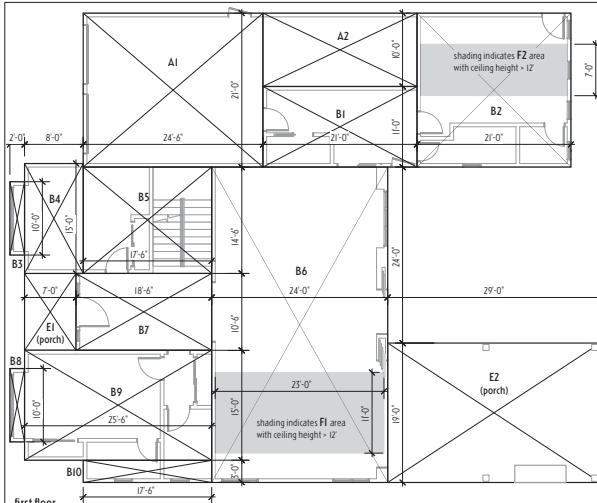 A1
A2
10'-0"
shading indicates F2 area
with ceiling height > 12'
7'-0"
21'-0"
B1
11'-0"
B2
2'-0"
8'-0"
24'-6"
21'-0"
21'-0"
B4
10'-0"
15'-0"
B5
14'-6"
B3
17'-6"
B6
24'-0"
7'-0"
18'-6"
24'-0"
29'-0"
E1
(porch)
B7
10'-6"
B8
10'-0"
B9
25'-6"
15'-0"
23'-0"
11'-0"
shading indicates F1 area
with ceiling height > 12'
19'-0"
E2
(porch)
B10
3'-0"
17'-6"
first floor